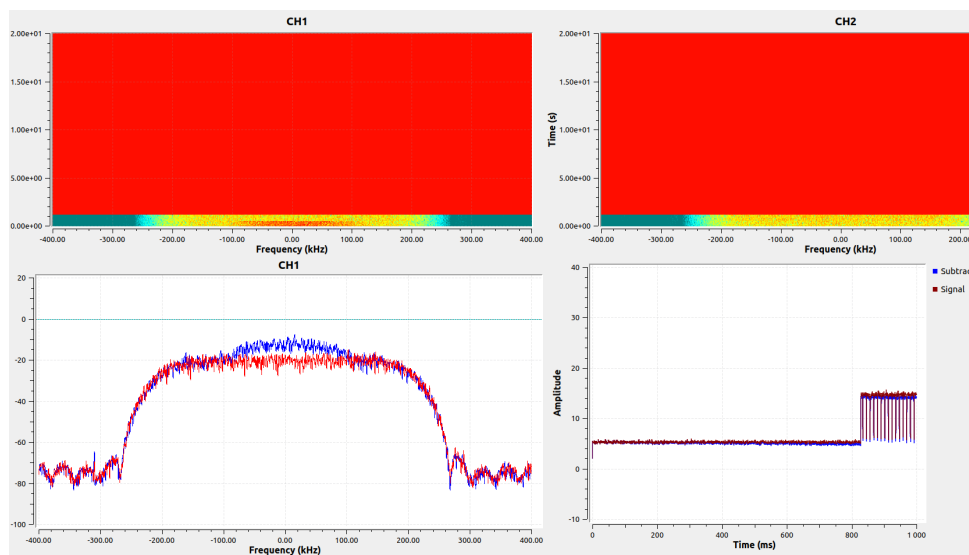 CH1
CH2
2.00e+01
1.50e+01
1.00e+01
5.00e+00
0.00e+00
-400.00 -300.00 -200.00 -100.00 0.00 100.00 200.00 300.00 400.00
Frequency (kHz)
Time (s)
2.00e+01
1.50e+01
1.00e+01
5.00e+00
0.00e+00
-400.00 -300.00 -200.00 -100.00 0.00 100.00 200.0
Frequency (kHz)
CH1
20
0
-20
-40
-60
-80
-100
-400.00 -300.00 -200.00 -100.00 0.00 100.00 200.00 300.00 400.00
Frequency (kHz)
Amplitude
40
30
20
10
0
-10
0 200 400 600 800 1000
Time (ms)
Subtrac
Signal